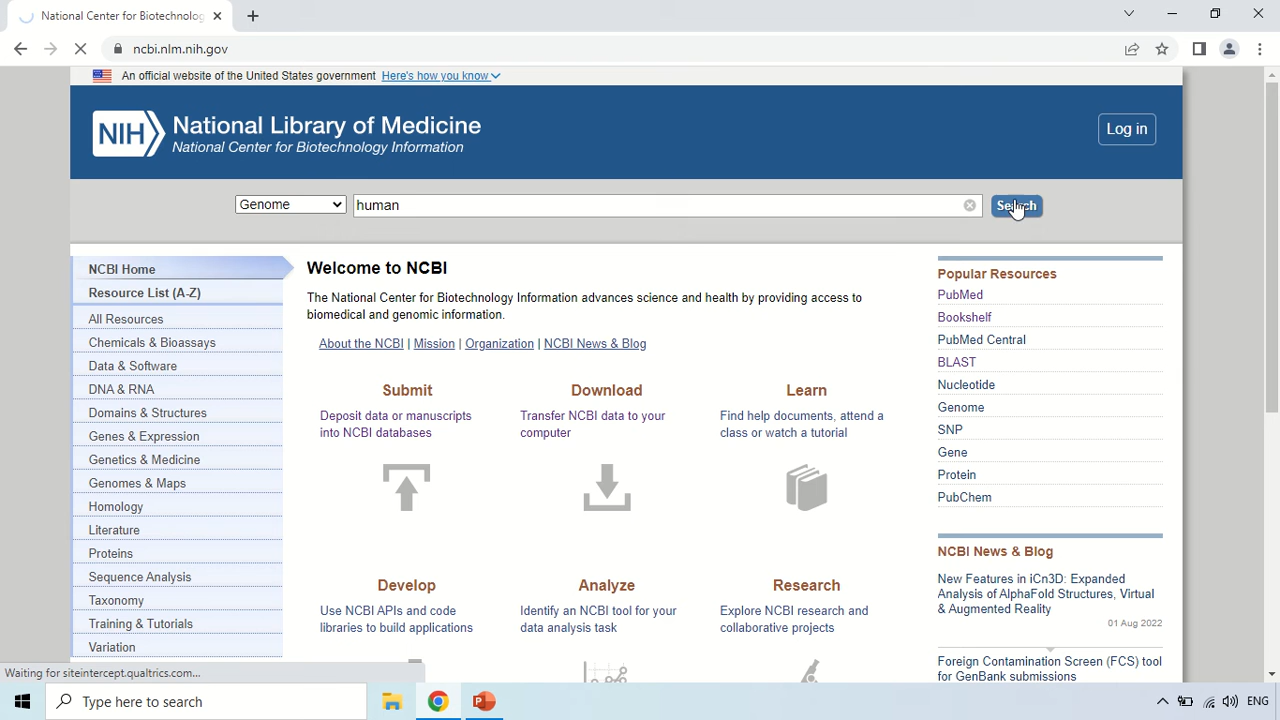 National Center for Biotechnolog
ncbi.nlm.nih.gov
An official website of the United States government Here's how you know
NIH National Library of Medicine
National Center for Biotechnology Information
Log in
Genome human Search
NCBI Home
Resource List (A-Z)
All Resources
Chemicals & Bioassays
Data & Software
DNA & RNA
Domains & Structures
Genes & Expression
Genetics & Medicine
Genomes & Maps
Homology
Literature
Proteins
Sequence Analysis
Taxonomy
Training & Tutorials
Variation
Welcome to NCBI
The National Center for Biotechnology Information advances science and health by providing access to
biomedical and genomic information.
About the NCBI | Mission | Organization | NCBI News & Blog
Submit
Deposit data or manuscripts
into NCBI databases
Download
Transfer NCBI data to your
computer
Learn
Find help documents, attend a
class or watch a tutorial
Develop
Use NCBI APIs and code
libraries to build applications
Analyze
Identify an NCBI tool for your
data analysis task
Research
Explore NCBI research and
collaborative projects
Popular Resources
PubMed
Bookshelf
PubMed Central
BLAST
Nucleotide
Genome
SNP
Gene
Protein
PubChem
NCBI News & Blog
New Features in iCn3D: Expanded
Analysis of AlphaFold Structures, Virtual
& Augmented Reality
01 Aug 2022
Foreign Contamination Screen (FCS) tool
for GenBank submissions
Waiting for siteintercept.qualtrics.com...
Type here to search
ENG